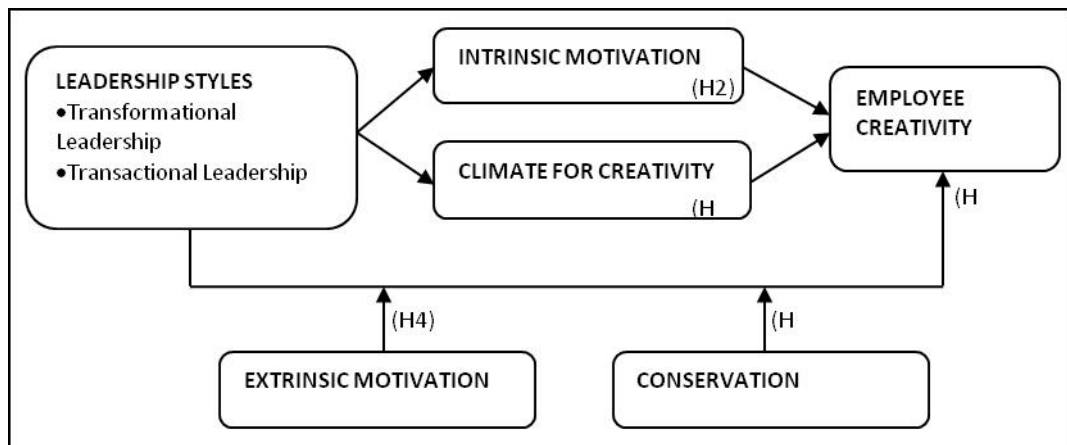 LEADERSHIP STYLES
•Transformational
Leadership
•Transactional Leadership
INTRINSIC MOTIVATION
(H2)
CLIMATE FOR CREATIVITY
(H
EMPLOYEE
CREATIVITY
(H
(H4)
(H
EXTRINSIC MOTIVATION
CONSERVATION